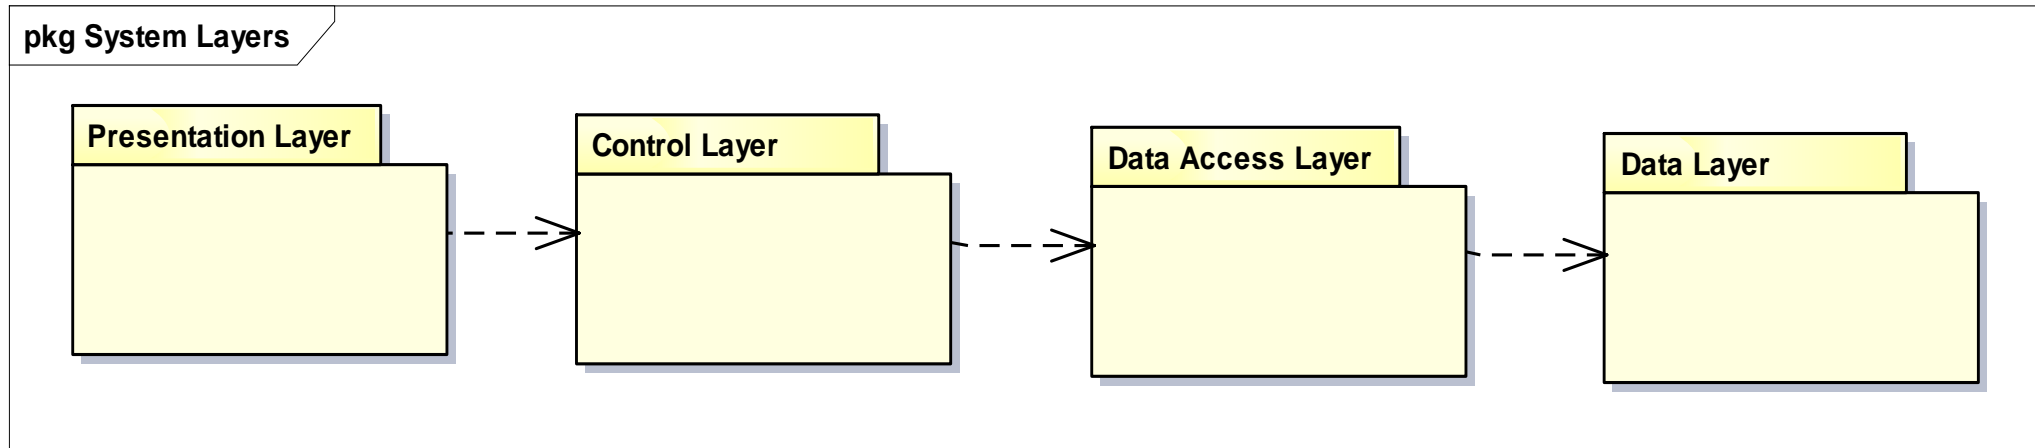 pkg System Layers
Presentation Layer
Control Layer
Data Access Layer
Data Layer